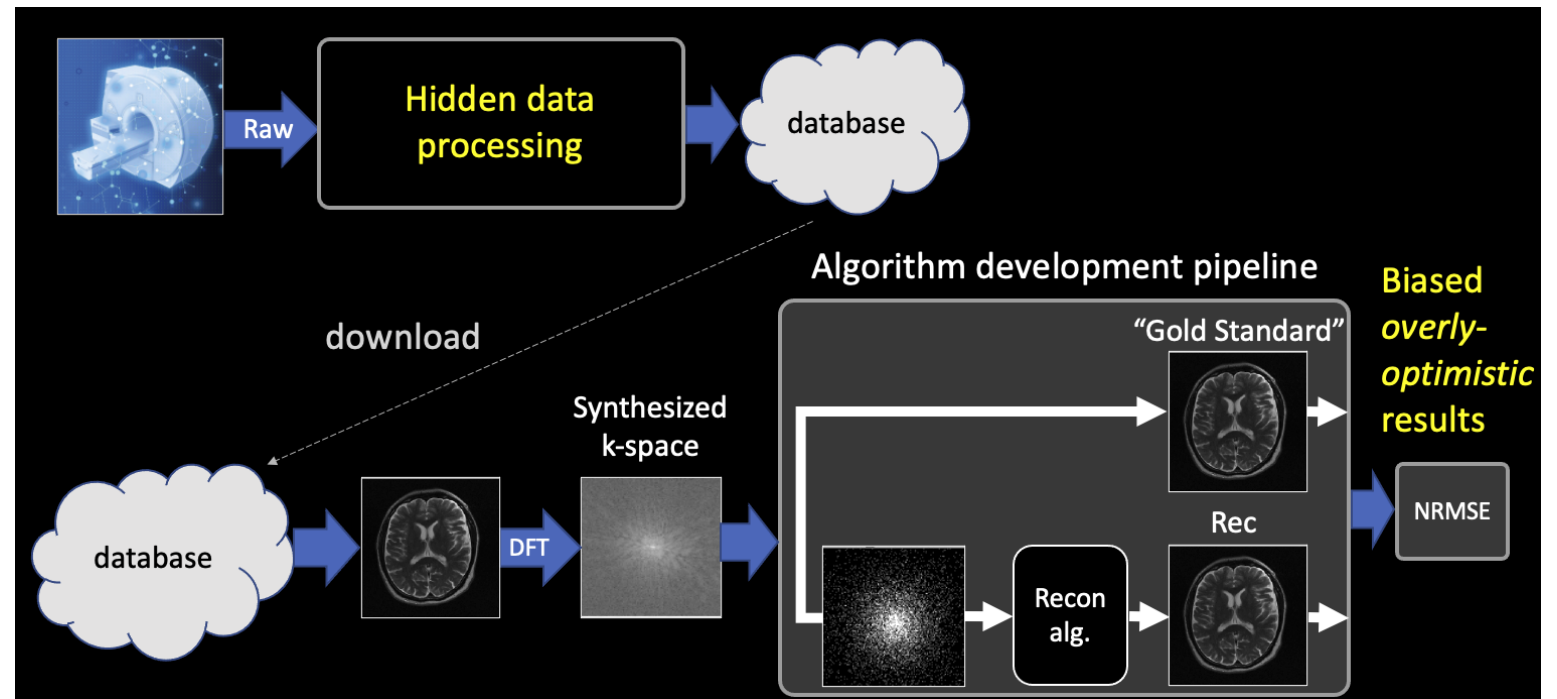 Raw
Hidden data
processing
database
download
database
DFT
Synthesized
k-space
Algorithm development pipeline
“Gold Standard”
Recon
alg.
Rec
Biased
overly-
optimistic
results
NRMSE